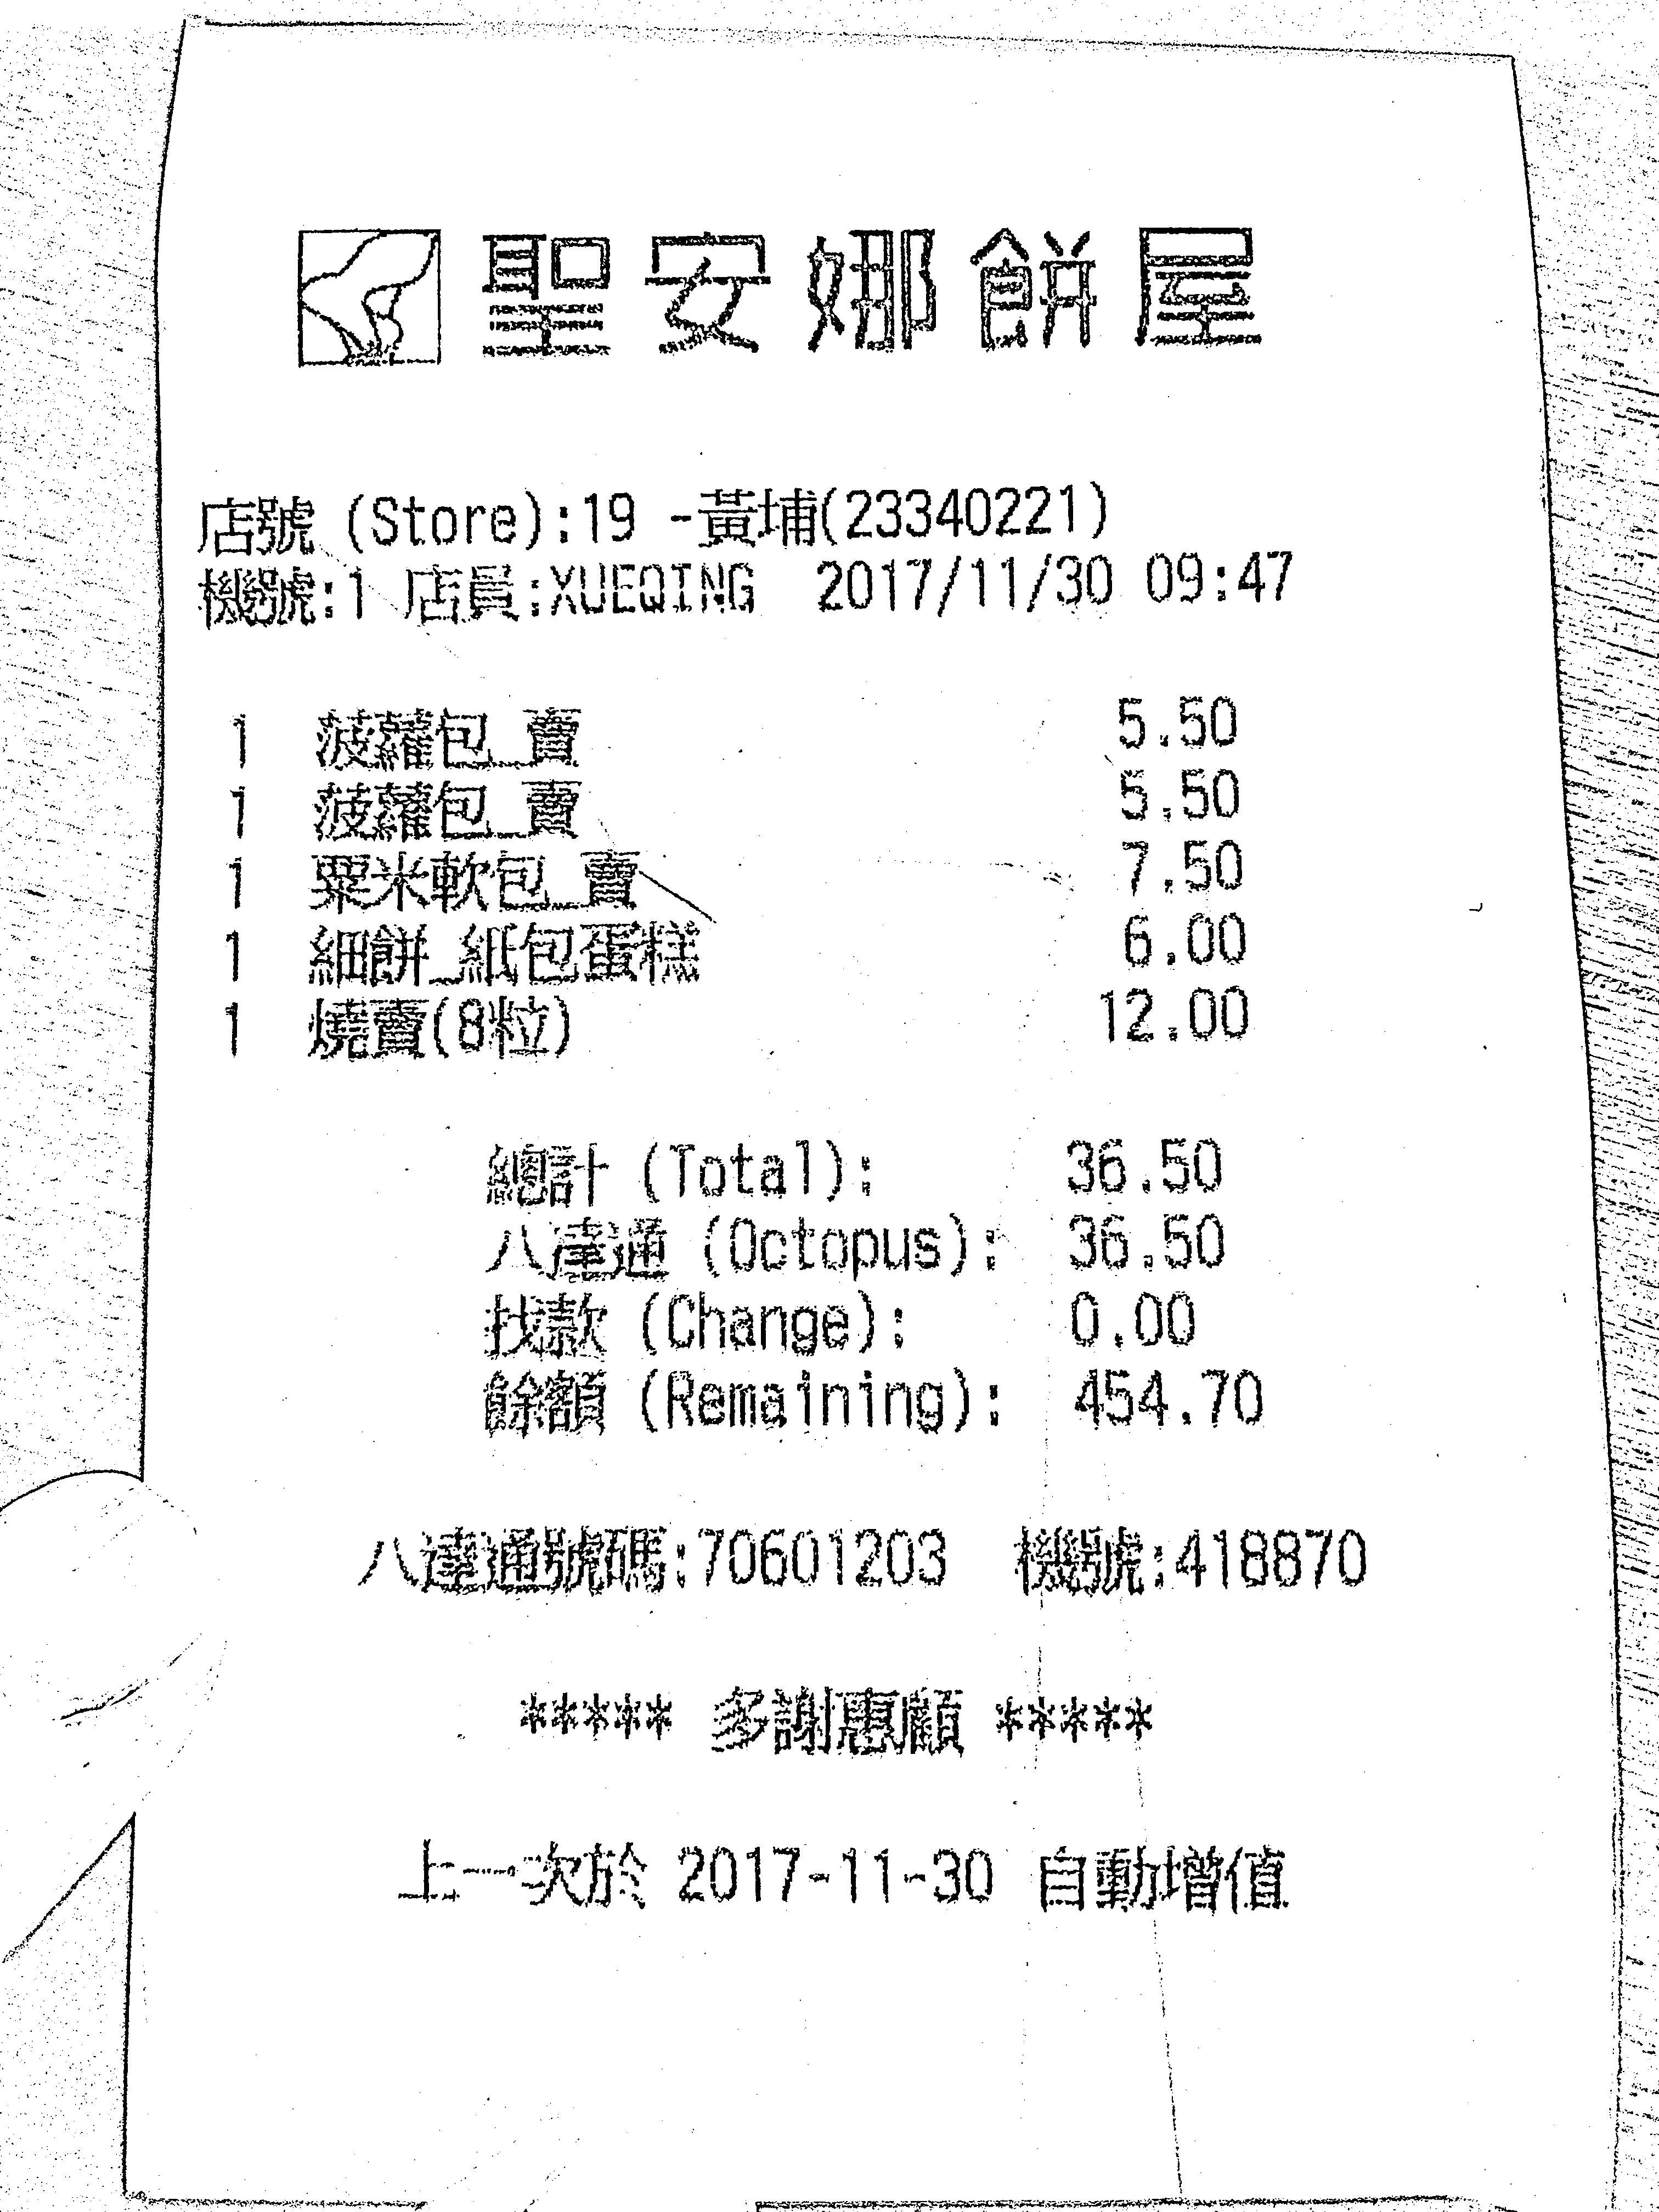 聖安娜餅屋
店號 (Store):19 -黃埔(23340221)
機號:1 店員:XUEQING 2017/11/30 09:47
1 菠蘿包_賣 5.50
1 菠蘿包_賣 5.50
1 粟米軟包_賣 7.50
1 細餅_紙包蛋糕 6.00
1 燒賣(8粒) 12.00
總計 (Total): 36.50
八達通 (Octopus): 36.50
找款 (Change): 0.00
餘額 (Remaining): 454.70
八達通號碼:70601203 機號:418870
***** 多謝惠顧 *****
上一次於 2017-11-30 自動增值